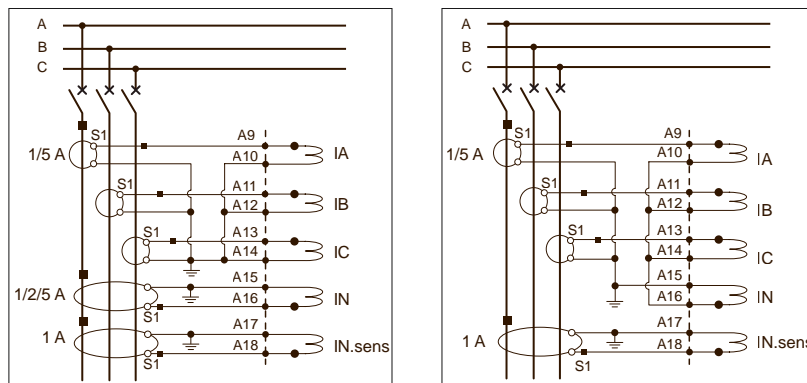 A
B
C
S1
A9
1/5 A
A10
IA
S1
A11
A12
IB
S1
A13
A14
IC
A15
1/2/5 A
A16
IN
S1
A17
1 A
A18
IN.sens
S1
A
B
C
S1
A9
1/5 A
A10
IA
S1
A11
A12
IB
S1
A13
A14
IC
A15
A16
IN
A17
1 A
A18
IN.sens
S1